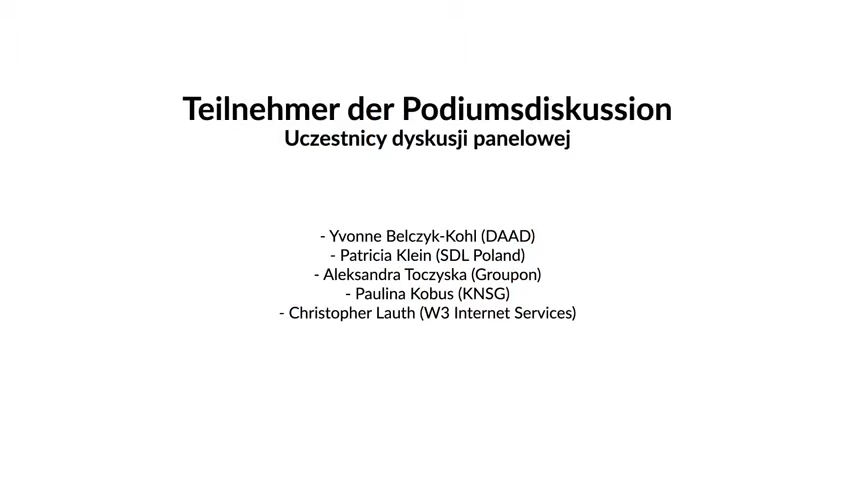 Teilnehmer der Podiumsdiskussion
Uczestnicy dyskusji panelowej
- Yvonne Belczyk-Kohl (DAAD)
- Patricia Klein (SDL Poland)
- Aleksandra Toczyska (Groupon)
- Paulina Kobus (KNSG)
- Christopher Lauth (W3 Internet Services)